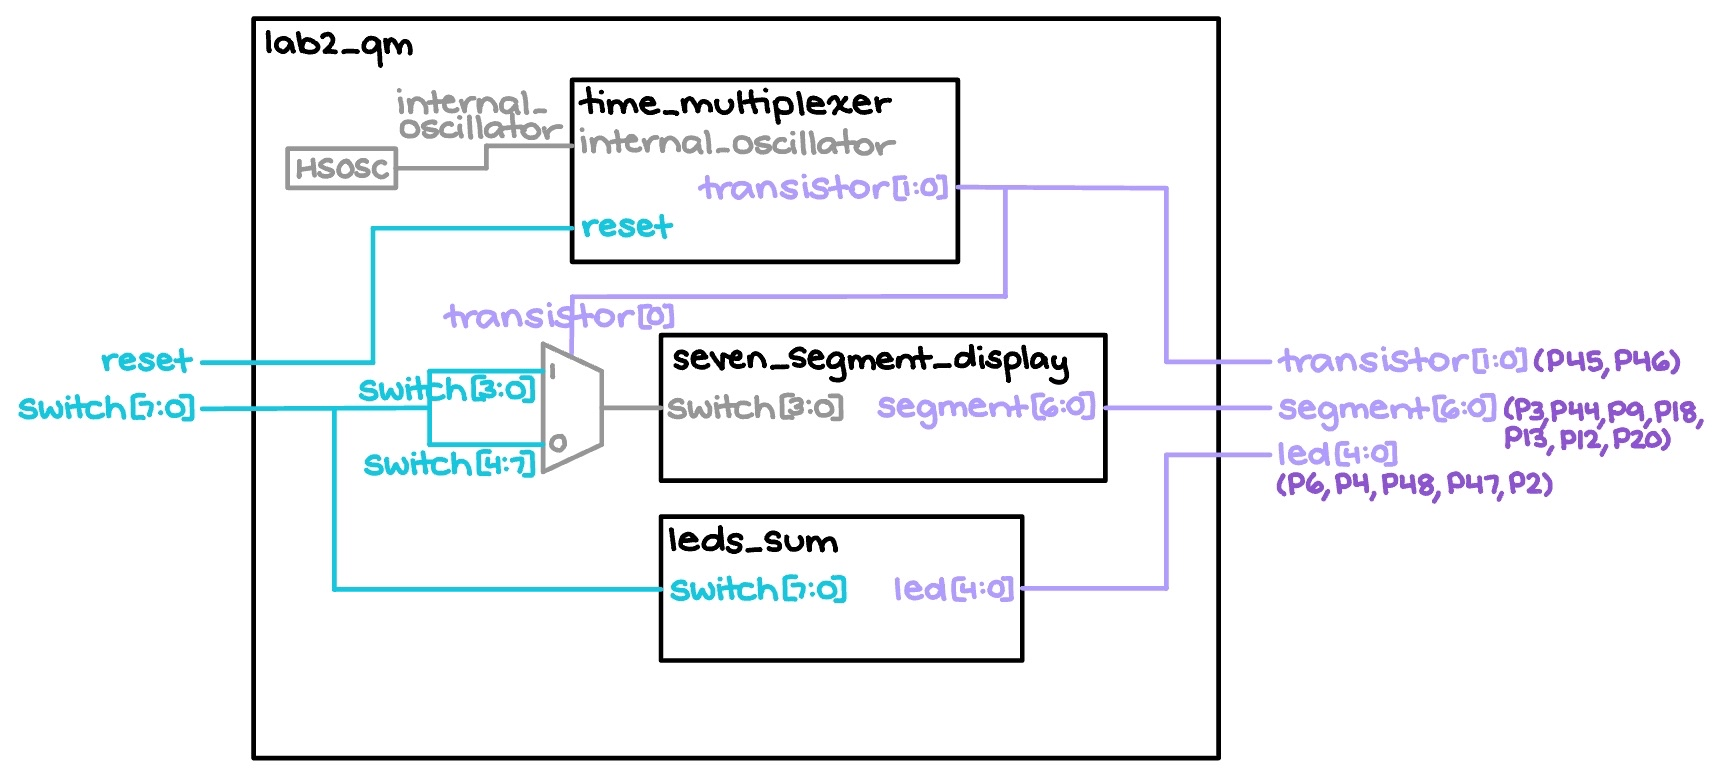 lab2_qm
internal_
oscillator
time_multiplexer
internal_oscillator
HSOSC
transistor[1:0]
reset
transistor[0]
reset
switch[7:0]
switch[3:0]
1
0
switch[4:7]
seven_segment_display
switch[3:0]
segment[6:0]
transistor[1:0] (P45, P46)
segment[6:0] (P3,P44,P9,P18,
P13, P12, P20)
led[4:0]
(P6, P4, P48, P47, P2)
leds_sum
switch[7:0]
led[4:0]